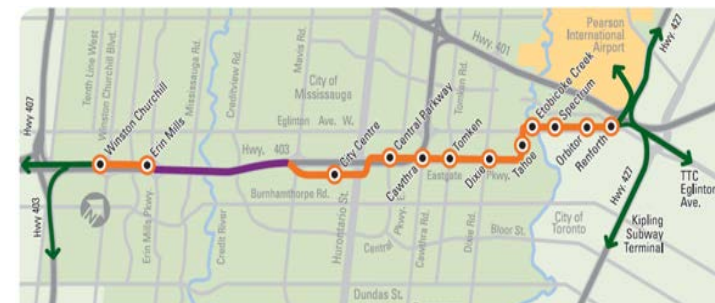 Hwy 407
Hwy 403
Tenth Line West
Winston Churchill Blvd.
Winston Churchill
Erin Mills
Erin Mills Pkwy.
Mississauga Rd.
Creditview Rd.
Credit River
Mavis Rd.
City of
Mississauga
Eglinton Ave. W.
Hwy. 403
Burnhamthorpe Rd.
City Centre
Hurontario St.
Central Parkway
Central
Pkwy. E.
Cawthra
Cawthra Rd.
Tomken Rd.
Tomken
Eastgate Pkwy.
Dixie
Dixie Rd.
Tahoe
Etobicoke Creek
Spectrum
Orbitor
Renforth
Hwy. 401
Pearson
International
Airport
Hwy. 427
Hwy. 427
TTC
Eglinton
Ave.
Kipling
Subway
Terminal
City of
Toronto
Bloor St.
Dundas St.
N